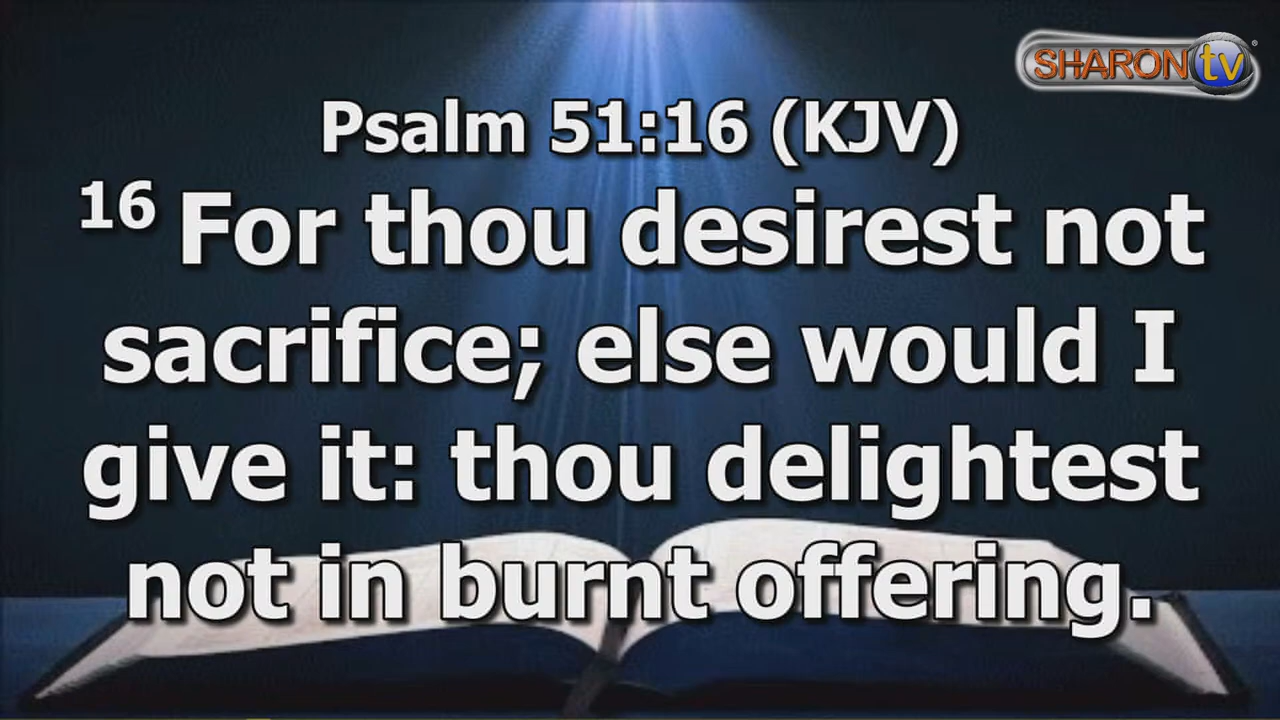 SHARON tv
Psalm 51:16 (KJV)
16 For thou desirest not
sacrifice; else would I
give it: thou delightest
not in burnt offering.